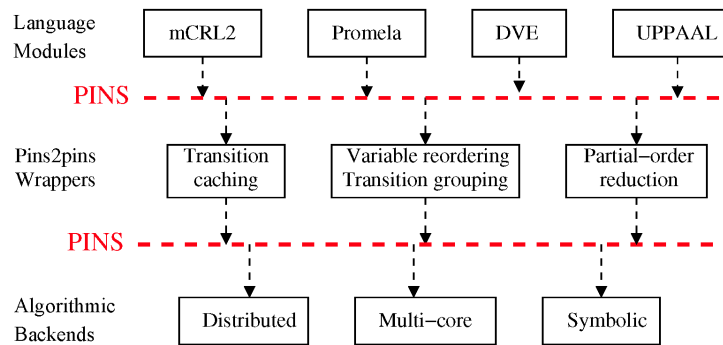 Language
Modules
mCRL2
Promela
DVE
UPPAAL
PINS
Pins2pins
Wrappers
Transition
caching
Variable reordering
Transition grouping
Partial−order
reduction
PINS
Algorithmic
Backends
Distributed
Multi−core
Symbolic